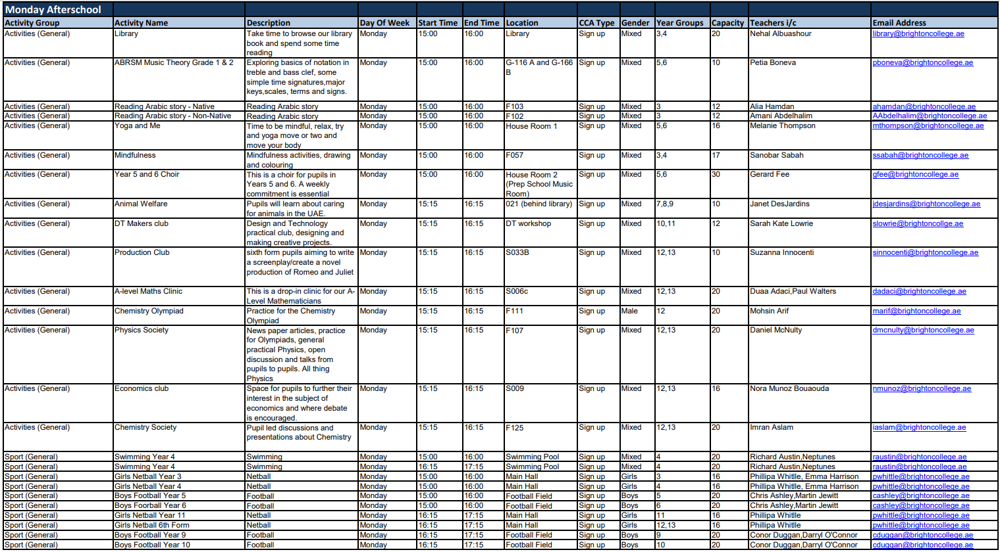 Monday Afterschool
Activity Group Activity Name Description Day Of Week Start Time End Time Location CCA Type Gender Year Groups Capacity Teachers i/c Email Address
Activities (General) Library Take time to browse our library Monday 15:00 16:00 Library Sign up Mixed 3,4 20 Nehal Albuashour library@brightoncollege.ae
book and spend some time
reading
Activities (General) ABRSM Music Theory Grade 1 & 2 Exploring basics of notation in Monday 15:00 16:00 G-116 A and G-166 Sign up Mixed 5,6 10 Petia Boneva pboneva@brightoncollege.ae
treble and bass clef, some B
simple time signatures,major
keys,scales, terms and signs.
Activities (General) Reading Arabic story - Native Reading Arabic story Monday 15:00 16:00 F103 Sign up Mixed 3 12 Alia Hamdan ahamdan@brightoncollege.ae
Activities (General) Reading Arabic story - Non-Native Reading Arabic story Monday 15:00 16:00 F102 Sign up Mixed 3 12 Amani Abdelhalim AAbdelhalim@brightoncollege.ae
Activities (General) Yoga and Me Time to be mindful, relax, try Monday 15:00 16:00 House Room 1 Sign up Mixed 5,6 16 Melanie Thompson mthompson@brightoncollege.ae
and yoga move or two and
move your body
Activities (General) Mindfulness Mindfulness activities, drawing Monday 15:00 16:00 F057 Sign up Mixed 3,4 17 Sanobar Sabah ssabah@brightoncollege.ae
and colouring
Activities (General) Year 5 and 6 Choir This is a choir for pupils in Monday 15:00 16:00 House Room 2 Sign up Mixed 5,6 30 Gerard Fee gfee@brightoncollege.ae
Years 5 and 6. A weekly (Prep School Music
commitment is essential Room)
Activities (General) Animal Welfare Pupils will learn about caring Monday 15:15 16:15 021 (behind library) Sign up Mixed 7,8,9 10 Janet DesJardins jdesjardins@brightoncollege.ae
for animals in the UAE.
Activities (General) DT Makers club Design and Technology Monday 15:15 16:15 DT workshop Sign up Mixed 10,11 12 Sarah Kate Lowrie slowrie@brightoncollge.ae
practical club, designing and
making creative projects.
Activities (General) Production Club sixth form pupils aiming to write Monday 15:15 16:15 S033B Sign up Mixed 12,13 10 Suzanna Innocenti sinnocenti@brightoncollege.ae
a screenplay/create a novel
production of Romeo and Juliet
Activities (General) A-level Maths Clinic This is a drop-in clinic for our A- Monday 15:15 16:15 S006c Sign up Mixed 12,13 20 Duaa Adaci,Paul Walters dadaci@brightoncollege.ae
Level Mathematicians
Activities (General) Chemistry Olympiad Practice for the Chemistry Monday 15:15 16:15 F111 Sign up Male 12 20 Mohsin Arif marif@brightoncollege.ae
Olympiad
Activities (General) Physics Society News paper articles, practice Monday 15:15 16:15 F107 Sign up Mixed 12,13 20 Daniel McNulty dmcnulty@brightoncollege.ae
for Olympiads, general
practical Physics, open
discussion and talks from
pupils to pupils. All thing
Physics
Activities (General) Economics club Space for pupils to further their Monday 15:15 16:15 S009 Sign up Mixed 12,13 16 Nora Munoz Bouaouda nmunoz@brightoncollege.ae
interest in the subject of
economics and where debate
is encouraged.
Activities (General) Chemistry Society Pupil led discussions and Monday 15:15 16:15 F125 Sign up Mixed 12,13 20 Imran Aslam iaslam@brightoncollege.ae
presentations about Chemistry
Sport (General) Swimming Year 4 Swimming Monday 15:00 16:00 Swimming Pool Sign up Mixed 4 20 Richard Austin,Neptunes raustin@brightoncollege.ae
Sport (General) Swimming Year 4 Swimming Monday 16:15 17:15 Swimming Pool Sign up Mixed 4 20 Richard Austin,Neptunes raustin@brightoncollege.ae
Sport (General) Girls Netball Year 3 Netball Monday 15:00 16:00 Main Hall Sign up Girls 3 16 Phillipa Whitlle, Emma Harrison pwhittle@brightoncollege.ae
Sport (General) Girls Netball Year 4 Netball Monday 15:00 16:00 Main Hall Sign up Girls 4 16 Phillipa Whitlle, Emma Harrison pwhittle@brightoncollege.ae
Sport (General) Boys Football Year 5 Football Monday 15:00 16:00 Football Field Sign up Boys 5 20 Chris Ashley,Martin Jewitt cashley@brightoncollege.ae
Sport (General) Boys Foorball Year 6 Football Monday 15:00 16:00 Football Field Sign up Boys 6 20 Chris Ashley,Martin Jewitt cashley@brightoncollege.ae
Sport (General) Girls Netball Year 11 Netball Monday 16:15 17:15 Main Hall Sign up Girls 11 16 Phillipa Whitlle pwhittle@brightoncollege.ae
Sport (General) Girls Netball 6th Form Netball Monday 16:15 17:15 Main Hall Sign up Girls 12,13 16 Phillipa Whitlle pwhittle@brightoncollege.ae
Sport (General) Boys Football Year 9 Football Monday 16:15 17:15 Football Field Sign up Boys 9 20 Conor Duggan,Darryl O'Connor cduggan@brightoncollege.ae
Sport (General) Boys Football Year 10 Football Monday 16:15 17:15 Football Field Sign up Boys 10 20 Conor Duggan,Darryl O'Connor cduggan@brightoncollege.ae